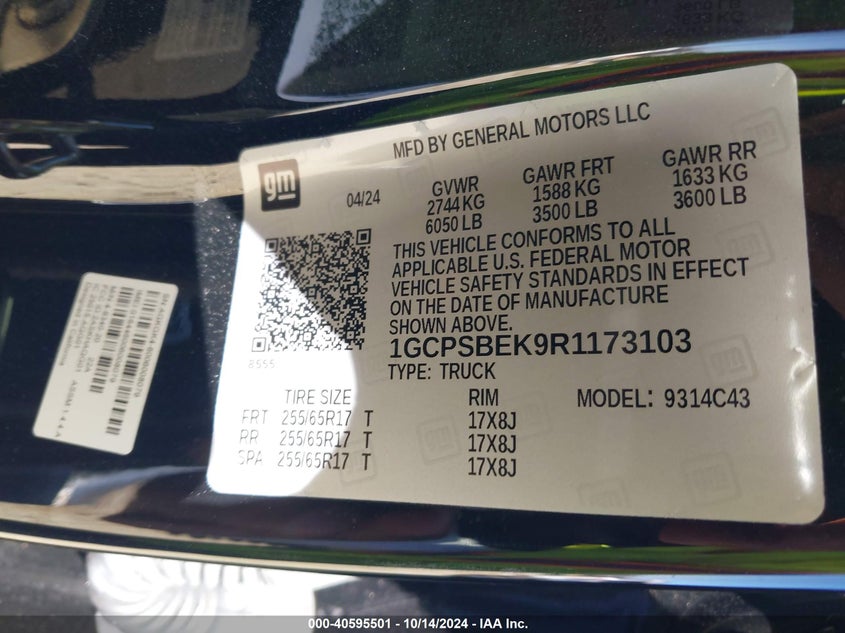 MFD BY GENERAL MOTORS LLC
gm
04/24
GVWR
2744 KG
6050 LB
GAWR FRT
1588 KG
3500 LB
GAWR RR
1633 KG
3600 LB
THIS VEHICLE CONFORMS TO ALL
APPLICABLE U.S. FEDERAL MOTOR
VEHICLE SAFETY STANDARDS IN EFFECT
ON THE DATE OF MANUFACTURE
SHOWN ABOVE.
8555
1GCPSBEK9R1173103
TYPE: TRUCK
TIRE SIZE RIM MODEL: 9314C43
FRT 255/65R17 T 17X8J
RR 255/65R17 T 17X8J
SPA 255/65R17 T 17X8J
000-40595501 - 10/14/2024 - IAA Inc.